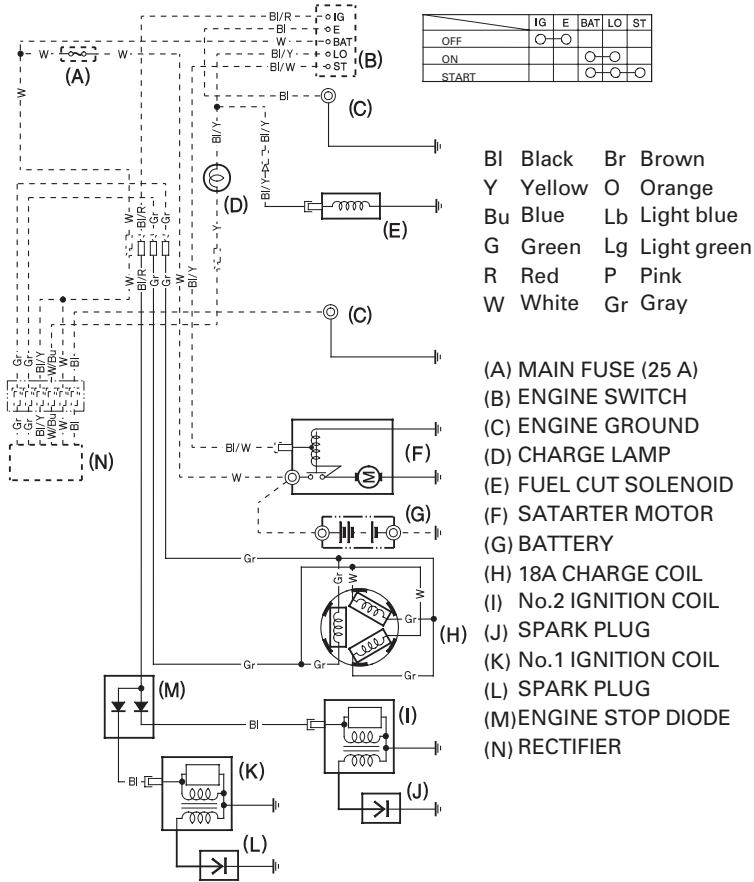 IG E BAT LO ST
OFF
ON
START
Bl/R IG
Bl E
W BAT
Bl/Y LO
Bl/W ST
(B)
W W
(A)
Bl (C)
W
Bl/Y
Bl/Y
Bl/Y
(D)
(E)
Bl Black Br Brown
Y Yellow O Orange
Bu Blue Lb Light blue
G Green Lg Light green
R Red P Pink
W White Gr Gray
W Bl/R Gr Gr
W Bl/R Gr Gr
W Bl/Y Y
(C)
Gr Gr Bl/Y W/Bu W Bl
Gr Gr Bl/Y W/Bu W Bl
(N)
Bl/W
W
M
(F)
(G)
Gr
Gr W W
Gr
(H)
Gr Gr Gr
(M)
Bl
(I)
Bl
(K)
(J)
(L)
(A) MAIN FUSE (25 A)
(B) ENGINE SWITCH
(C) ENGINE GROUND
(D) CHARGE LAMP
(E) FUEL CUT SOLENOID
(F) SATARTER MOTOR
(G) BATTERY
(H) 18A CHARGE COIL
(I) No.2 IGNITION COIL
(J) SPARK PLUG
(K) No.1 IGNITION COIL
(L) SPARK PLUG
(M) ENGINE STOP DIODE
(N) RECTIFIER